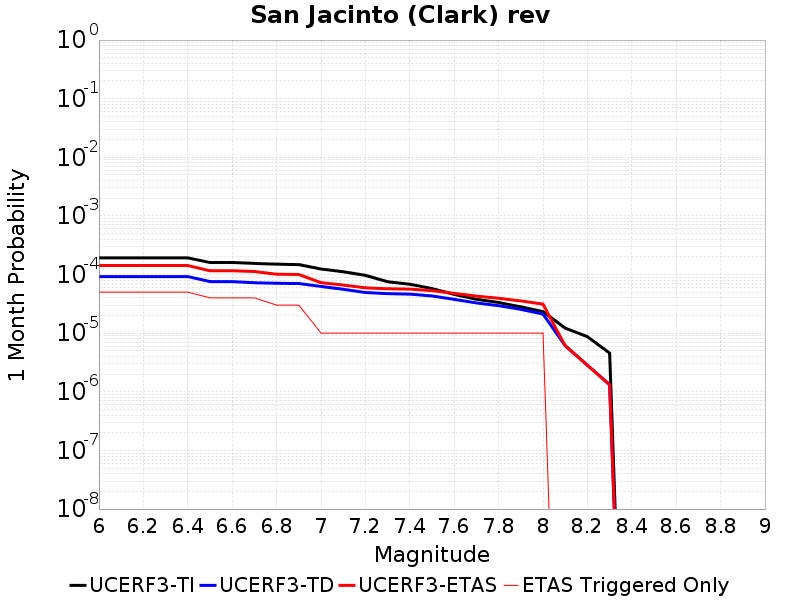 San Jacinto (Clark) rev
10^0
10^-1
10^-2
10^-3
10^-4
10^-5
10^-6
10^-7
10^-8
1 Month Probability
6 6.2 6.4 6.6 6.8 7 7.2 7.4 7.6 7.8 8 8.2 8.4 8.6 8.8 9
Magnitude
UCERF3-TI UCERF3-TD UCERF3-ETAS ETAS Triggered Only